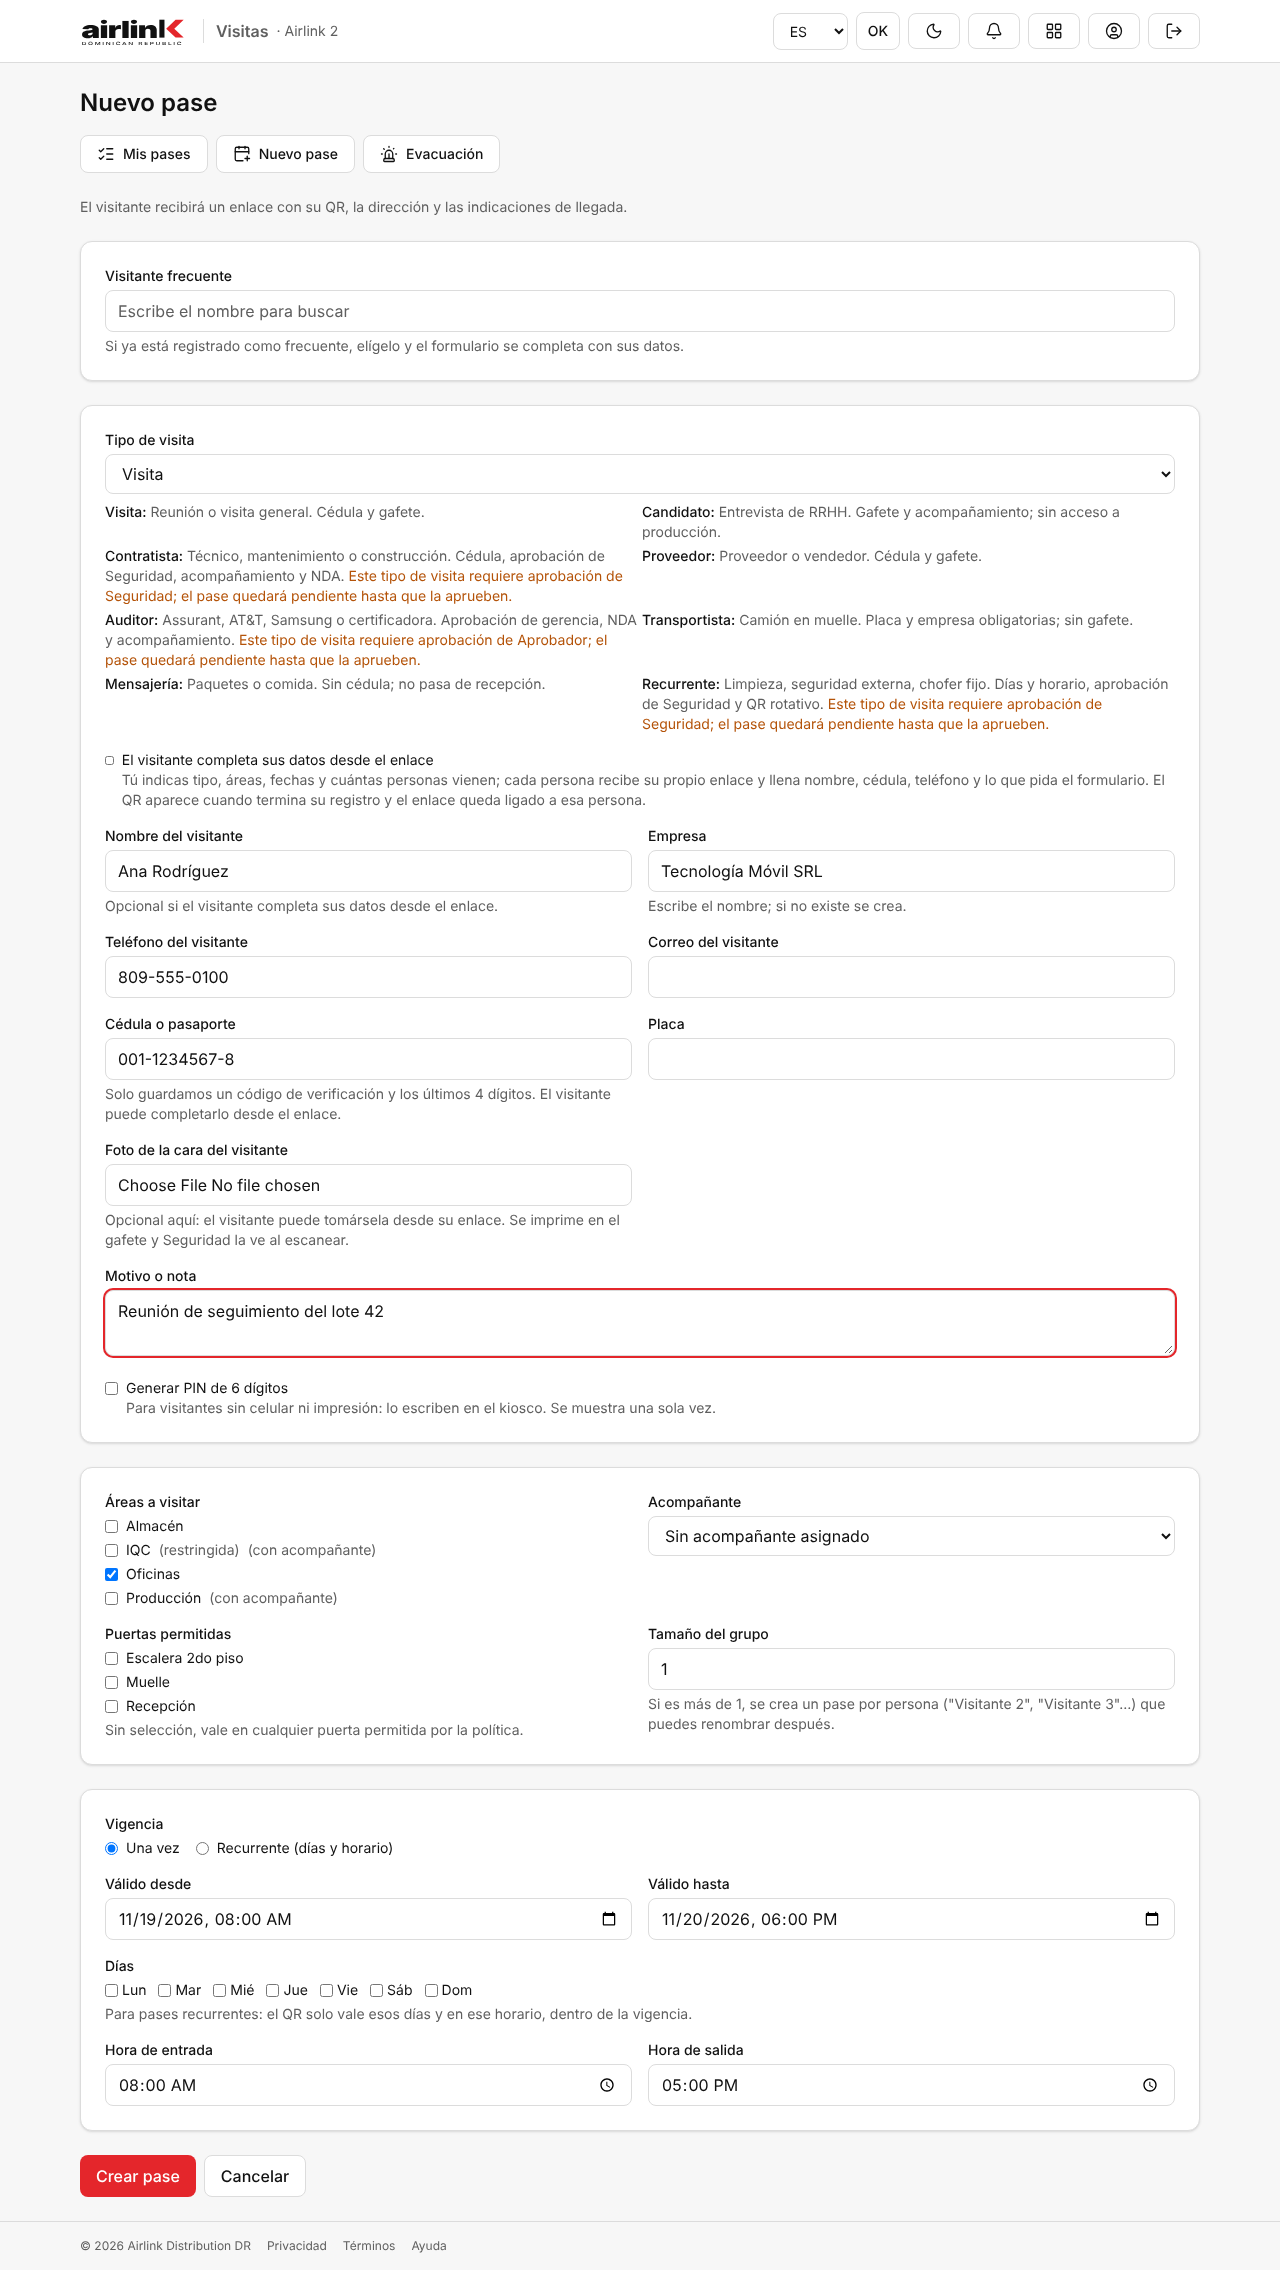 airlink
DOMINICAN REPUBLIC
Visitas · Airlink 2
ES
OK
Nuevo pase
Mis pases
Nuevo pase
Evacuación
El visitante recibirá un enlace con su QR, la dirección y las indicaciones de llegada.
Visitante frecuente
Escribe el nombre para buscar
Si ya está registrado como frecuente, elígelo y el formulario se completa con sus datos.
Tipo de visita
Visita
Visita: Reunión o visita general. Cédula y gafete.
Candidato: Entrevista de RRHH. Gafete y acompañamiento; sin acceso a
producción.
Contratista: Técnico, mantenimiento o construcción. Cédula, aprobación de
Seguridad, acompañamiento y NDA. Este tipo de visita requiere aprobación de
Seguridad; el pase quedará pendiente hasta que la aprueben.
Proveedor: Proveedor o vendedor. Cédula y gafete.
Auditor: Assurant, AT&T, Samsung o certificadora. Aprobación de gerencia, NDA
y acompañamiento. Este tipo de visita requiere aprobación de Aprobador; el
pase quedará pendiente hasta que la aprueben.
Transportista: Camión en muelle. Placa y empresa obligatorias; sin gafete.
Mensajería: Paquetes o comida. Sin cédula; no pasa de recepción.
Recurrente: Limpieza, seguridad externa, chofer fijo. Días y horario, aprobación
de Seguridad y QR rotativo. Este tipo de visita requiere aprobación de
Seguridad; el pase quedará pendiente hasta que la aprueben.
El visitante completa sus datos desde el enlace
Tú indicas tipo, áreas, fechas y cuántas personas vienen; cada persona recibe su propio enlace y llena nombre, cédula, teléfono y lo que pida el formulario. El
QR aparece cuando termina su registro y el enlace queda ligado a esa persona.
Nombre del visitante
Ana Rodríguez
Opcional si el visitante completa sus datos desde el enlace.
Empresa
Tecnología Móvil SRL
Escribe el nombre; si no existe se crea.
Teléfono del visitante
809-555-0100
Correo del visitante
Cédula o pasaporte
001-1234567-8
Solo guardamos un código de verificación y los últimos 4 dígitos. El visitante
puede completarlo desde el enlace.
Placa
Foto de la cara del visitante
Choose File No file chosen
Opcional aquí: el visitante puede tomársela desde su enlace. Se imprime en el
gafete y Seguridad la ve al escanear.
Motivo o nota
Reunión de seguimiento del lote 42
Generar PIN de 6 dígitos
Para visitantes sin celular ni impresión: lo escriben en el kiosco. Se muestra una sola vez.
Áreas a visitar
Almacén
IQC (restringida) (con acompañante)
Oficinas
Producción (con acompañante)
Acompañante
Sin acompañante asignado
Puertas permitidas
Escalera 2do piso
Muelle
Recepción
Sin selección, vale en cualquier puerta permitida por la política.
Tamaño del grupo
1
Si es más de 1, se crea un pase por persona ("Visitante 2", "Visitante 3"...) que
puedes renombrar después.
Vigencia
Una vez
Recurrente (días y horario)
Válido desde
11/19/2026, 08:00 AM
Válido hasta
11/20/2026, 06:00 PM
Días
Lun Mar Mié Jue Vie Sáb Dom
Para pases recurrentes: el QR solo vale esos días y en ese horario, dentro de la vigencia.
Hora de entrada
08:00 AM
Hora de salida
05:00 PM
Crear pase
Cancelar
© 2026 Airlink Distribution DR Privacidad Términos Ayuda